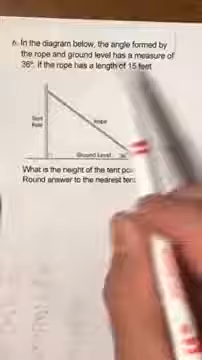 6. In the diagram below, the angle formed by
the rope and ground level has a measure of
36°. If the rope has a length of 15 feet
Tent
Pole
Rope
Ground Level
36°
What is the height of the tent
Round answer to the nearest